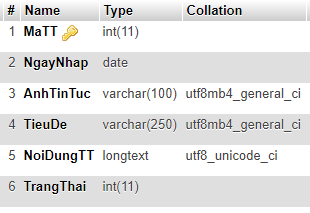 # Name Type Collation
1 MaTT int(11)
2 NgayNhap date
3 AnhTinTuc varchar(100) utf8mb4_general_ci
4 TieuDe varchar(250) utf8mb4_general_ci
5 NoiDungTT longtext utf8_unicode_ci
6 TrangThai int(11)